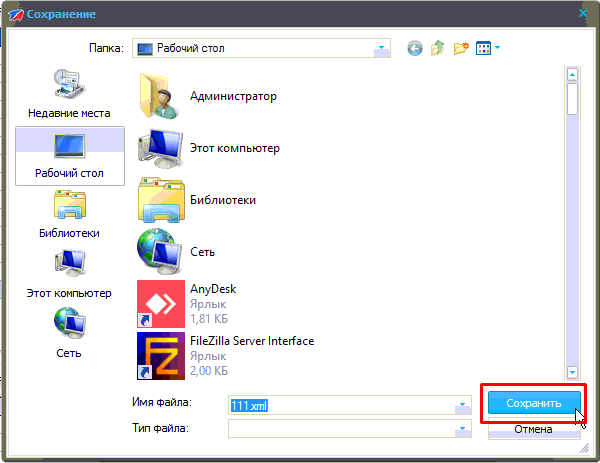 Сохранение
Папка: Рабочий стол
Недавние места
Рабочий стол
Библиотеки
Этот компьютер
Сеть
Администратор
Этот компьютер
Библиотеки
Сеть
AnyDesk
Ярлык
1,81 КБ
FileZilla Server Interface
Ярлык
2,00 КБ
Имя файла: 111.xml
Сохранить
Тип файла:
Отмена